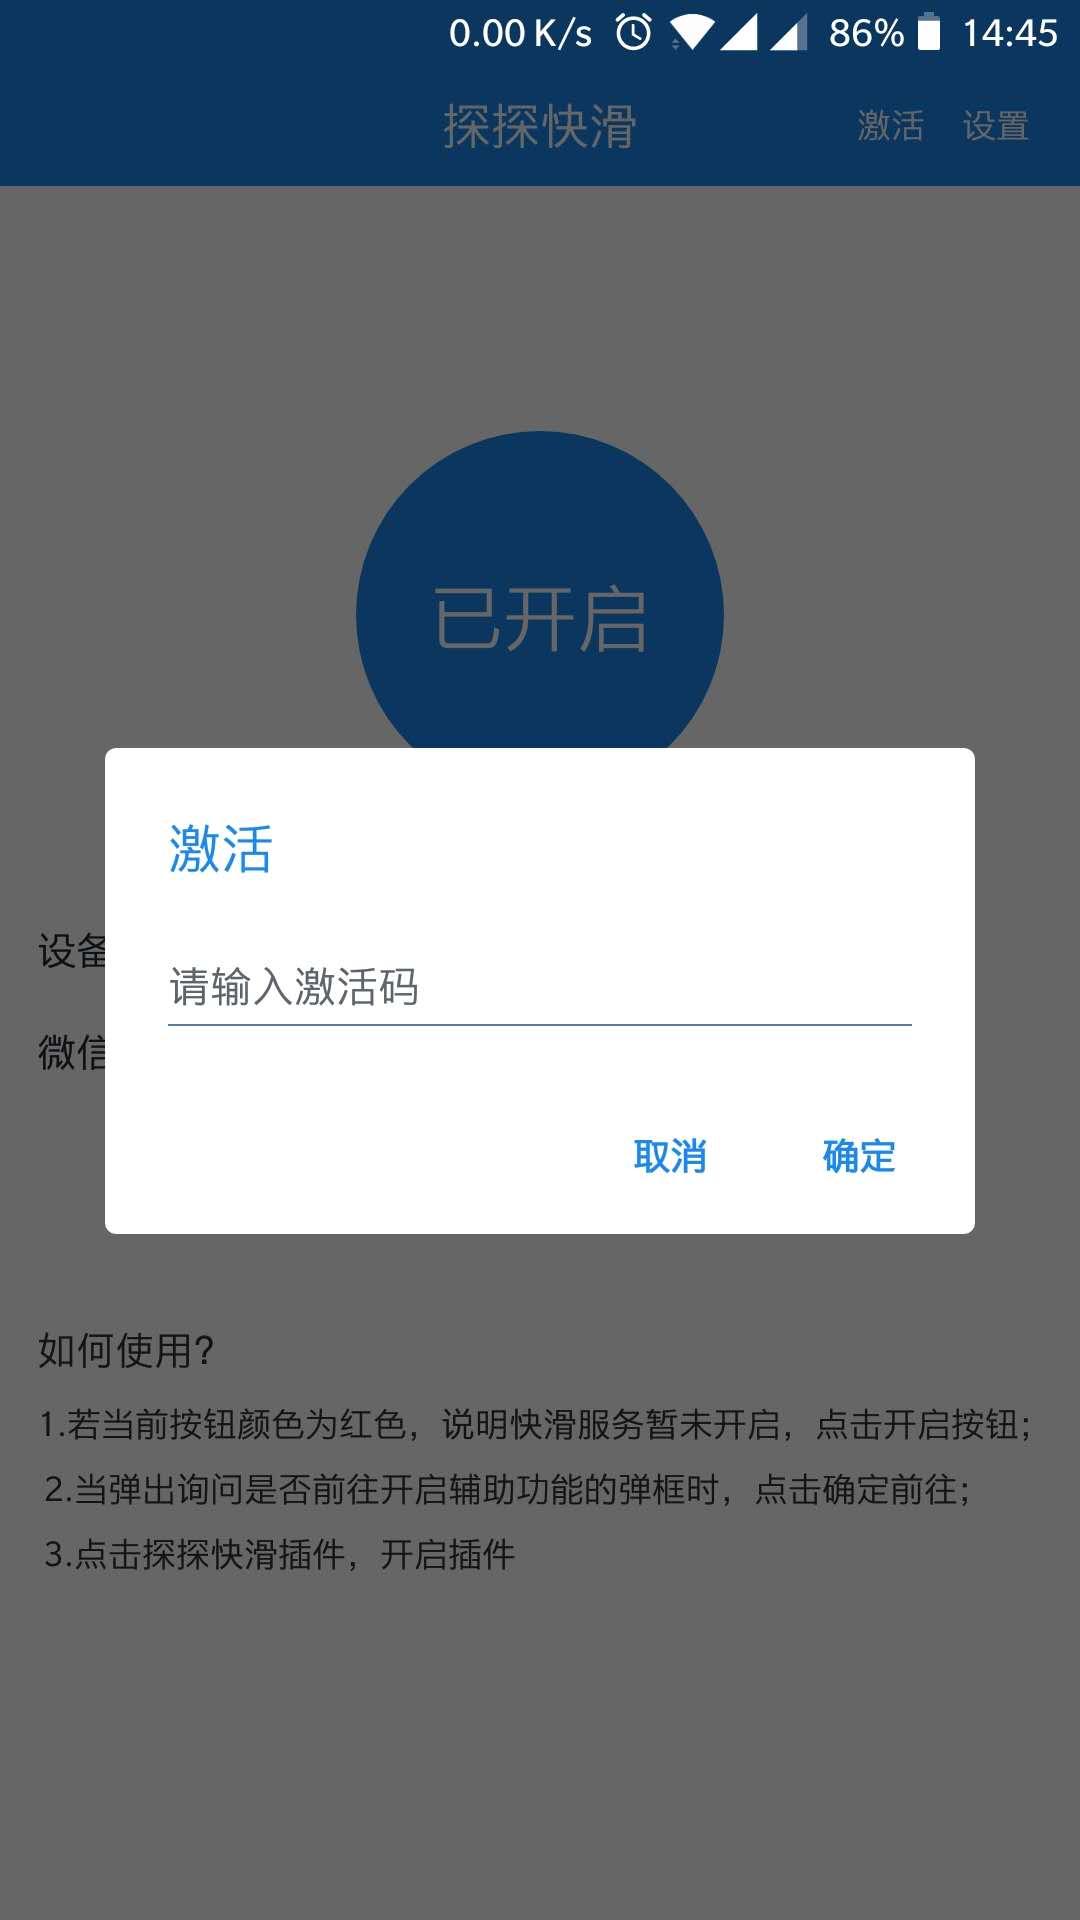 0.00 K/s 86% 14:45
探探快滑 激活 设置
已开启
激活
设备
请输入激活码
微信
取消 确定
如何使用?
1.若当前按钮颜色为红色，说明快滑服务暂未开启，点击开启按钮;
2.当弹出询问是否前往开启辅助功能的弹框时，点击确定前往;
3.点击探探快滑插件，开启插件